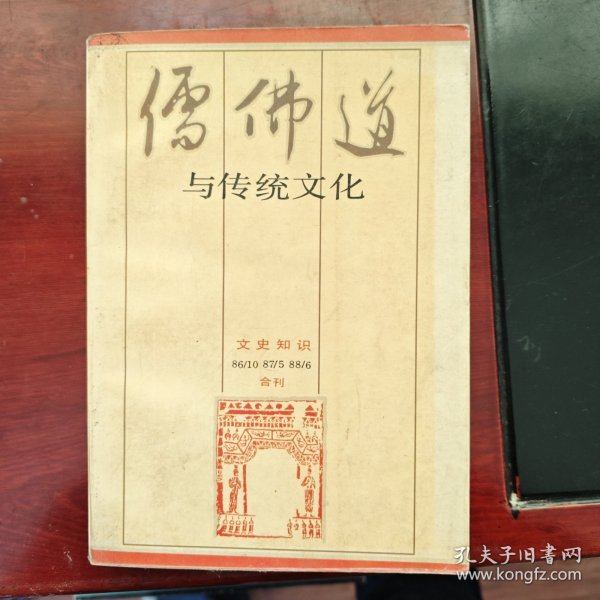 儒佛道
与传统文化
文史知识
86/10 87/5 88/6
合刊
孔夫子旧书网
www.kongfz.com